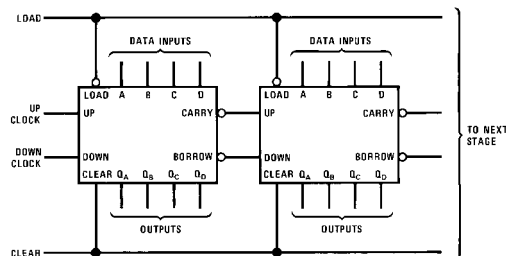 LOAD
DATA INPUTS
DATA INPUTS
LOAD A B C D
LOAD A B C D
UP CLOCK
UP
CARRY
UP
CARRY
TO NEXT STAGE
DOWN CLOCK
DOWN
BORROW
DOWN
BORROW
CLEAR QA QB QC QD
CLEAR QA QB QC QD
OUTPUTS
OUTPUTS
CLEAR